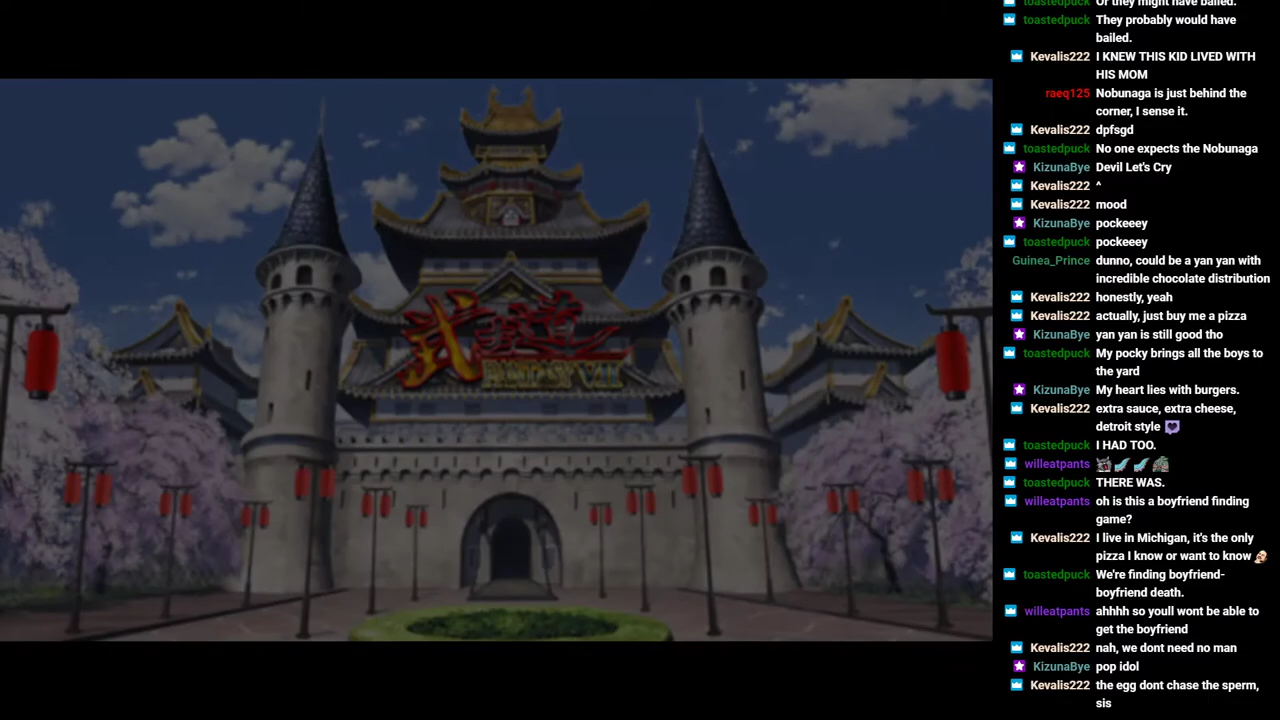 武士道
FANTASY VII
toastedpuck Or they might have bailed.
toastedpuck They probably would have
bailed.
Kevalis222 I KNEW THIS KID LIVED WITH
HIS MOM
raeq125 Nobunaga is just behind the
corner, I sense it.
Kevalis222 dpfsgd
toastedpuck No one expects the Nobunaga
KizunaBye Devil Let's Cry
Kevalis222 ^
Kevalis222 mood
KizunaBye pockeeey
toastedpuck pockeeey
Guinea_Prince dunno, could be a yan yan with
incredible chocolate distribution
Kevalis222 honestly, yeah
Kevalis222 actually, just buy me a pizza
KizunaBye yan yan is still good tho
toastedpuck My pocky brings all the boys to
the yard
KizunaBye My heart lies with burgers.
Kevalis222 extra sauce, extra cheese,
detroit style
toastedpuck I HAD TOO.
willeatpants
toastedpuck THERE WAS.
willeatpants oh is this a boyfriend finding
game?
Kevalis222 I live in Michigan, it's the only
pizza I know or want to know
toastedpuck We're finding boyfriend-
boyfriend death.
willeatpants ahhhh so youll wont be able to
get the boyfriend
Kevalis222 nah, we dont need no man
KizunaBye pop idol
Kevalis222 the egg dont chase the sperm,
sis